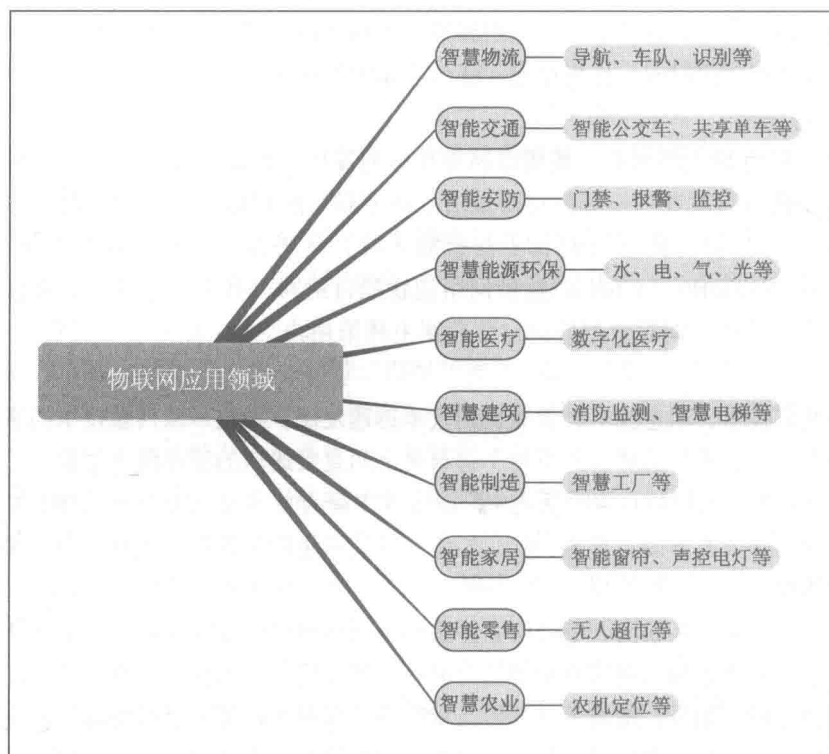 智慧物流 导航、车队、识别等
智能交通 智能公交车、共享单车等
智能安防 门禁、报警、监控
智慧能源环保 水、电、气、光等
物联网应用领域
智能医疗 数字化医疗
智慧建筑 消防监测、智慧电梯等
智能制造 智慧工厂等
智能家居 智能窗帘、声控电灯等
智能零售 无人超市等
智慧农业 农机定位等